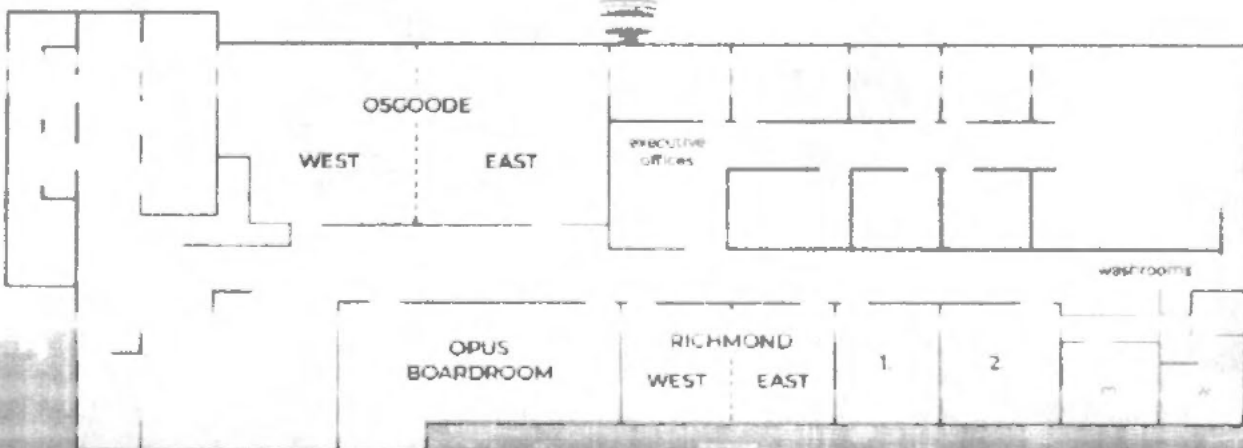 OSGOODE
WEST EAST
executive
offices
washrooms
OPUS
BOARDROOM
RICHMOND
WEST EAST
1.
2
m